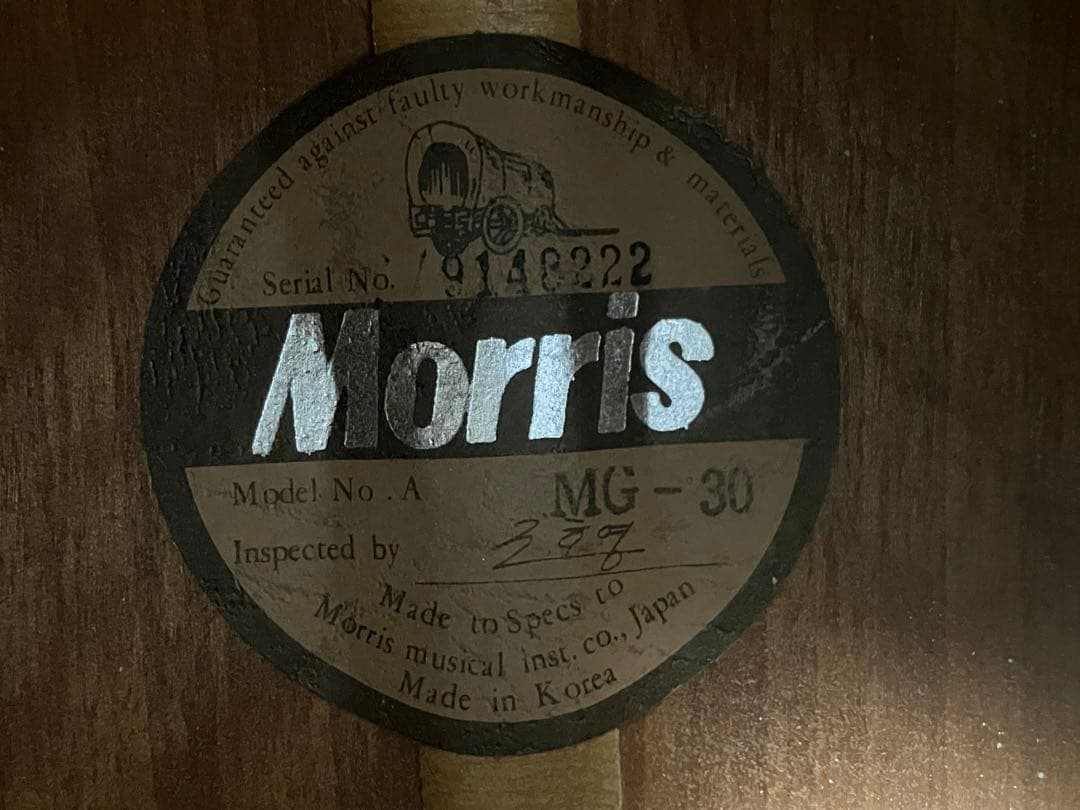 Guaranteed against faulty workmanship & materials
Serial No. 9148222
Morris
Model No. A MG-30
Inspected by
Made to Specs to
Morris musical inst. co., Japan
Made in Korea